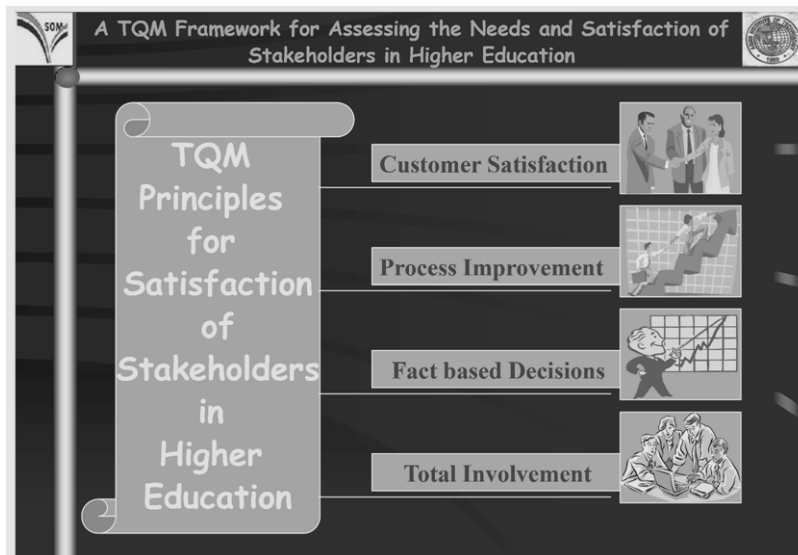 SOM
A TQM Framework for Assessing the Needs and Satisfaction of
Stakeholders in Higher Education
TQM
Principles
for
Satisfaction
of
Stakeholders
in
Higher
Education
Customer Satisfaction
Process Improvement
Fact based Decisions
Total Involvement